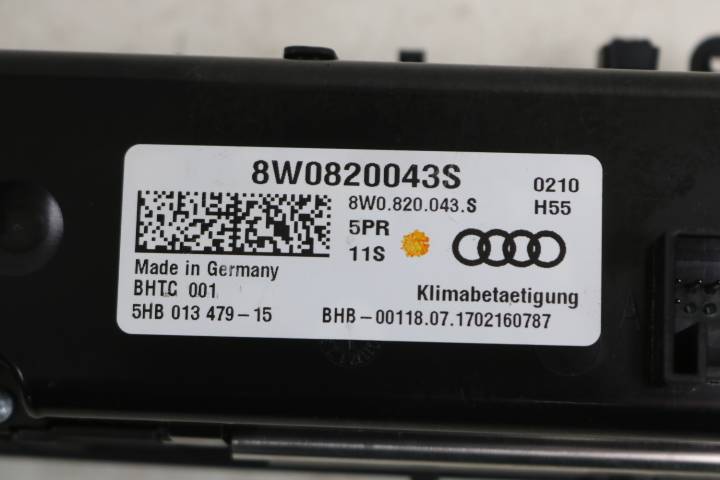 8W0820043S
8W0.820.043.S
0210
H55
5PR
11S
Made in Germany
BHTC 001
Klimabetaetigung
5HB 013 479-15
BHB-00118.07.1702160787
A